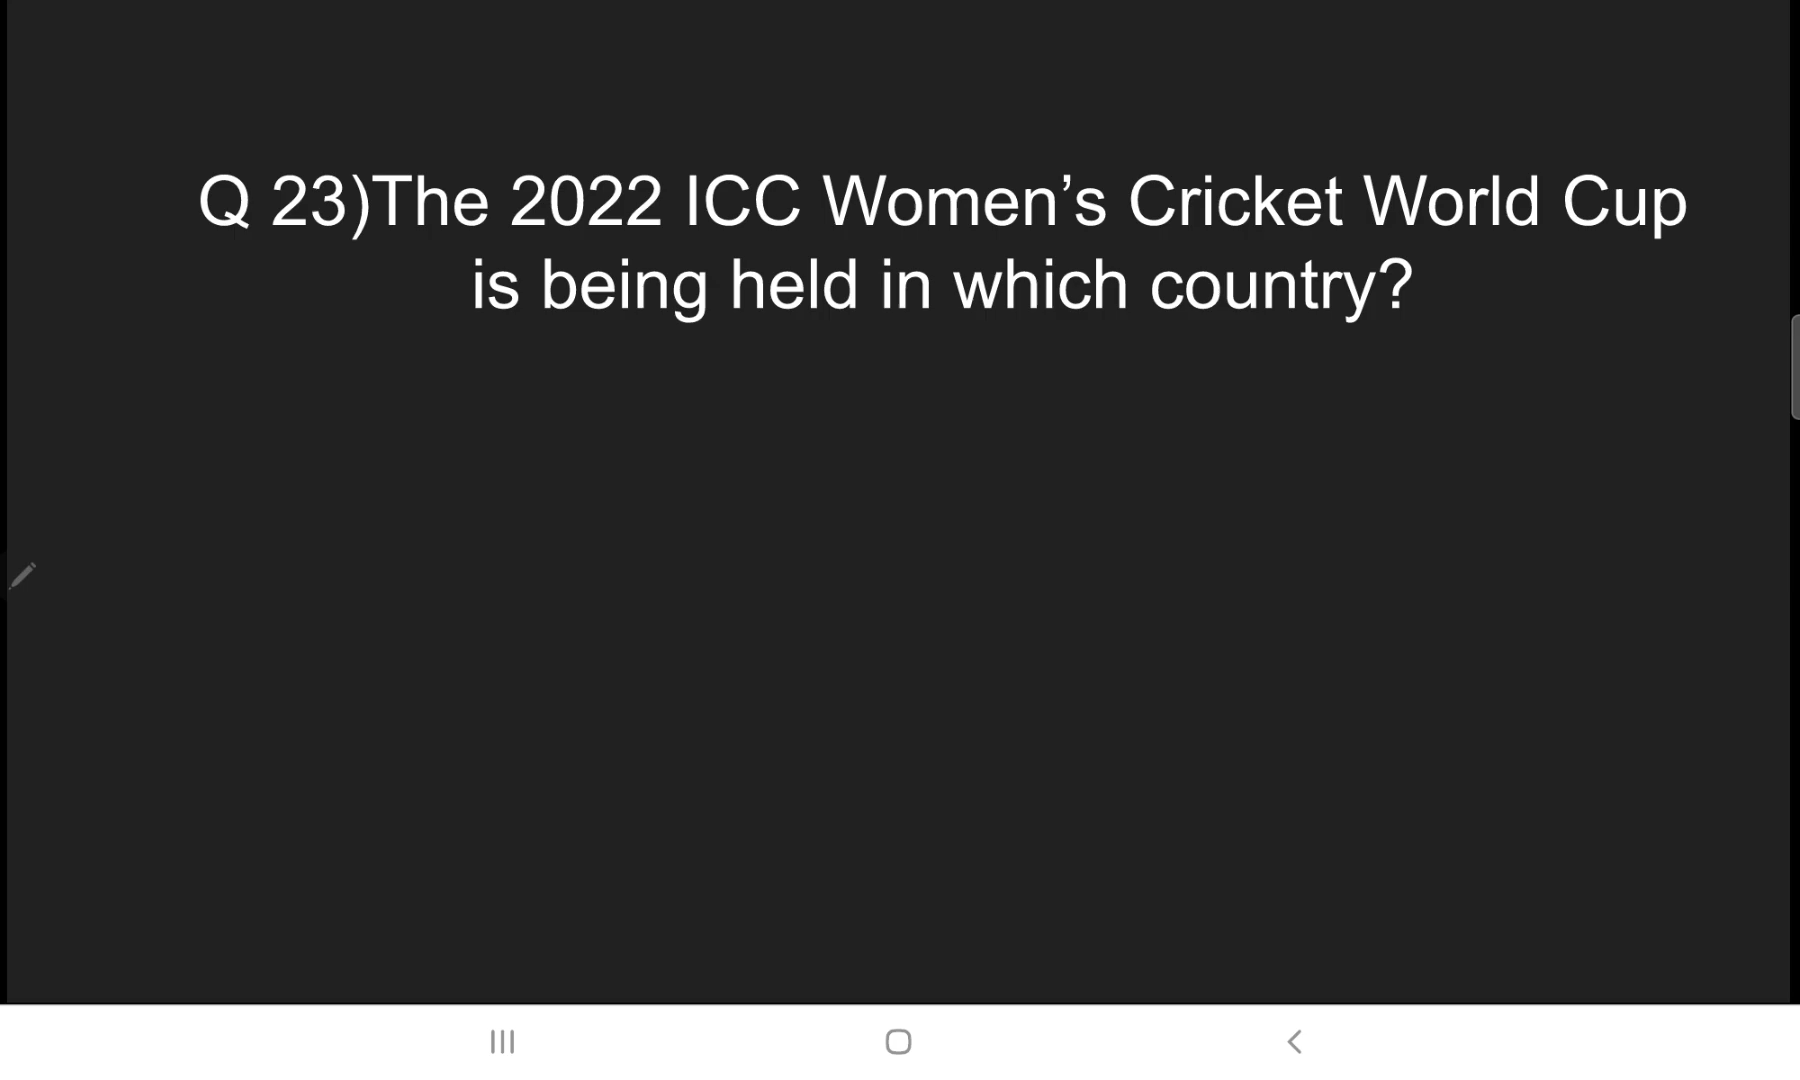 Q 23)The 2022 ICC Women’s Cricket World Cup
is being held in which country?